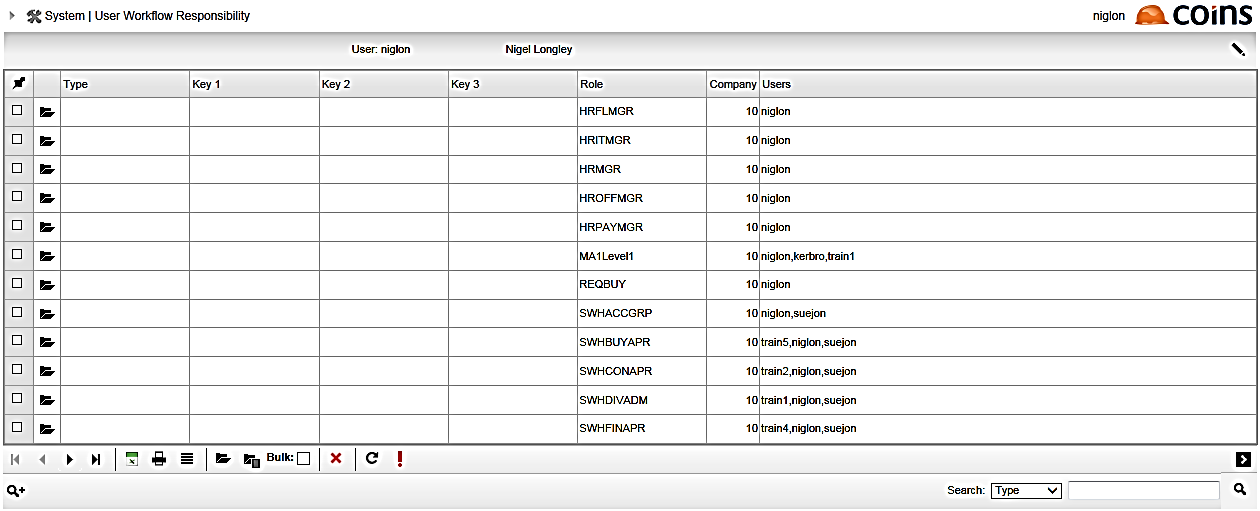 System | User Workflow Responsibility niglon coins
User: niglon Nigel Longley
Type Key 1 Key 2 Key 3 Role Company Users
HRFLMGR 10 niglon
HRITMGR 10 niglon
HRMGR 10 niglon
HROFFMGR 10 niglon
HRPAYMGR 10 niglon
MA1Level1 10 niglon,kerbro,train1
REQBUY 10 niglon
SWHACCGRP 10 niglon,suejon
SWHBUYAPR 10 train5,niglon,suejon
SWHCONAPR 10 train2,niglon,suejon
SWHDIVADM 10 train1,niglon,suejon
SWHFINAPR 10 train4,niglon,suejon
Bulk:
Search: Type